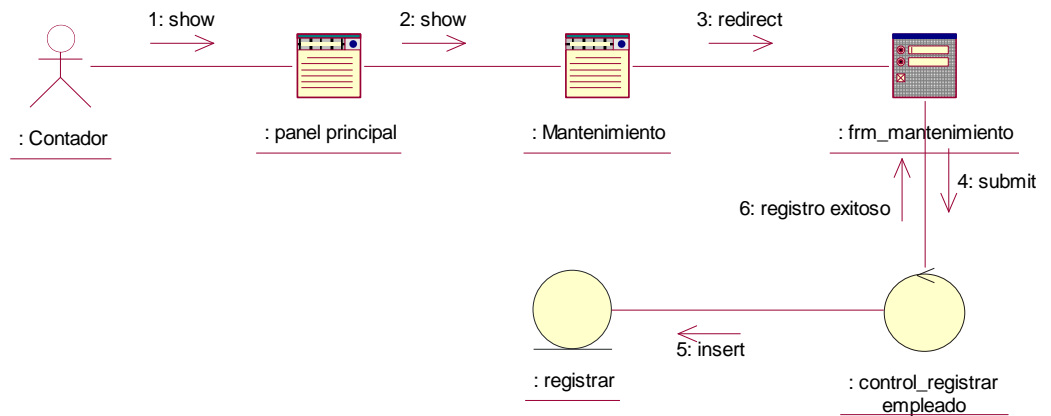 1: show
2: show
3: redirect
: Contador
: panel principal
: Mantenimiento
: frm_mantenimiento
4: submit
6: registro exitoso
5: insert
: registrar
: control_registrar
empleado